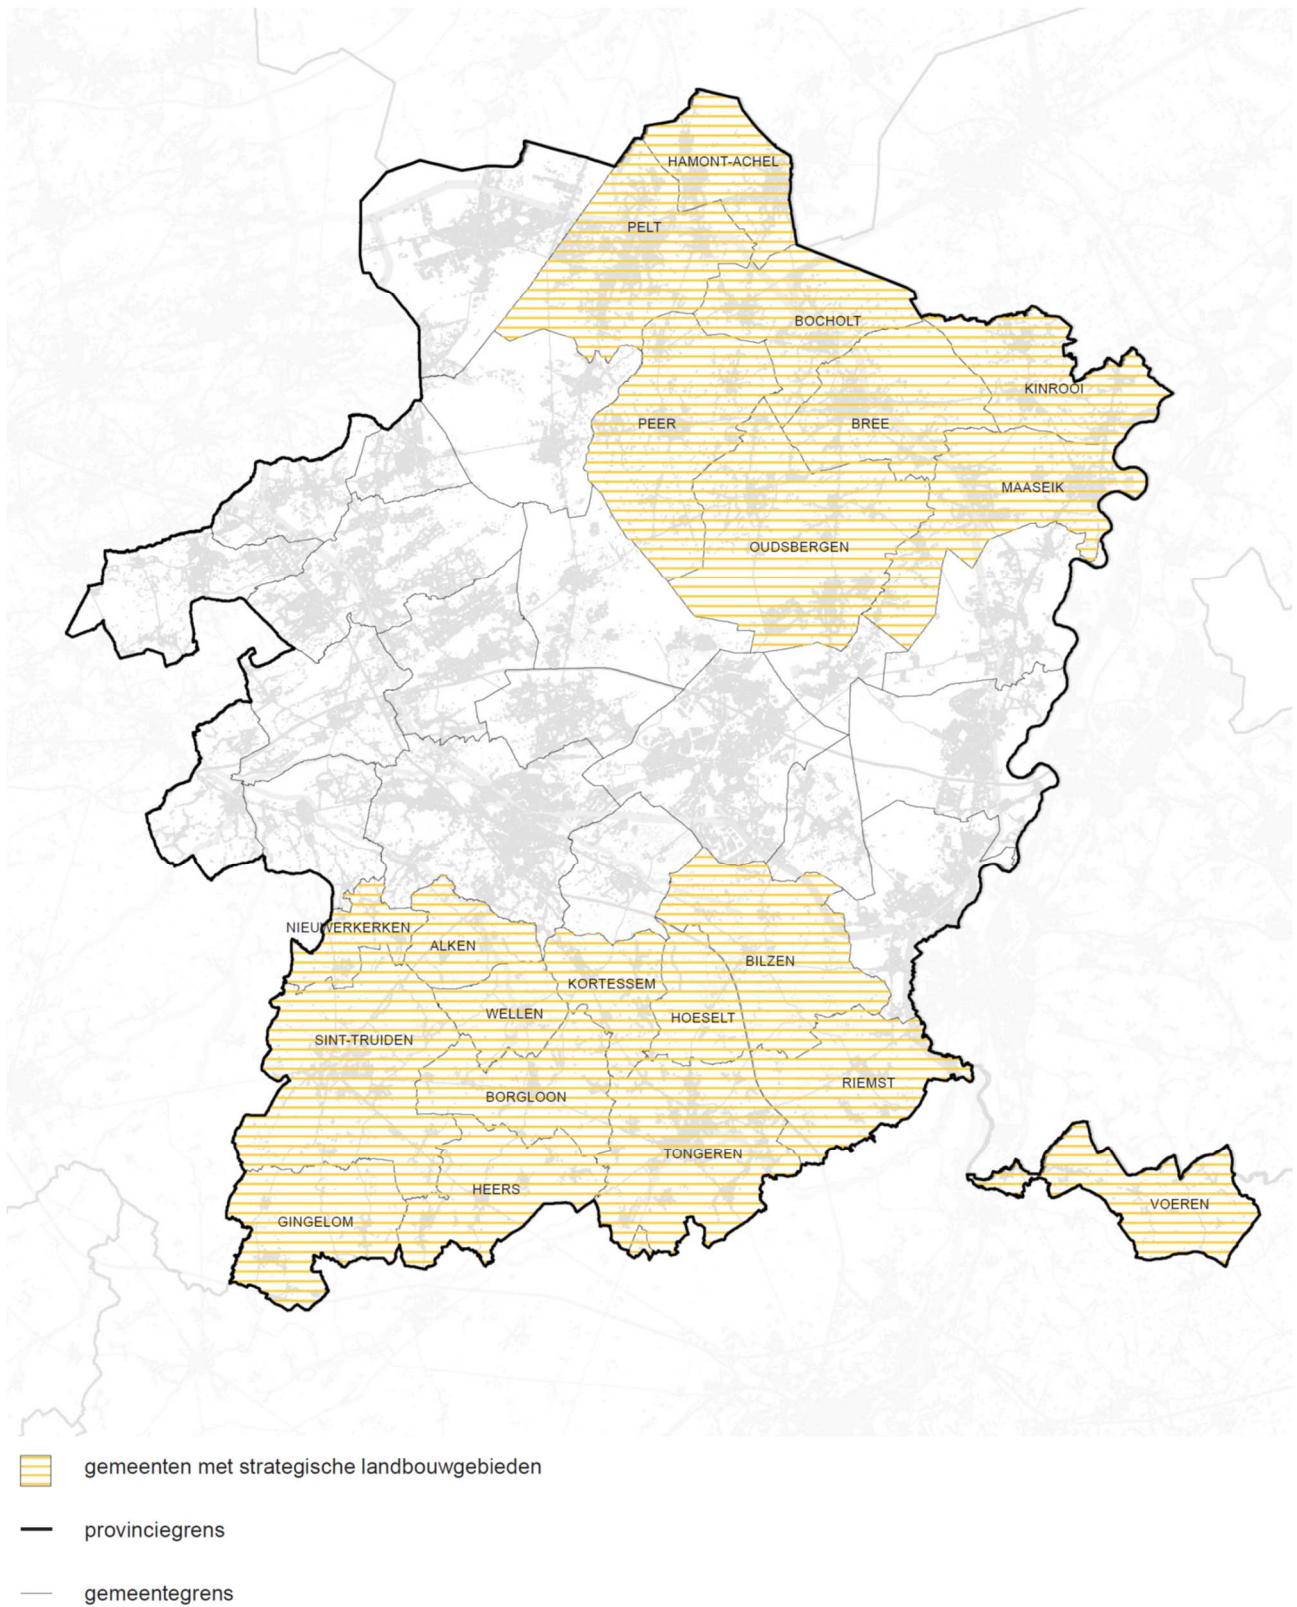 HAMONT-ACHEL
PELT
BOCHOLT
KINROOI
PEER
BREE
MAASEIK
OUDSBERGEN
NIEUWERKERKEN
ALKEN
BILZEN
KORTESSEM
WELLEN
HOESELT
SINT-TRUIDEN
RIEMST
BORGLOON
TONGEREN
HEERS
VOEREN
GINGELOM
gemeenten met strategische landbouwgebieden
provinciegrens
gemeentegrens